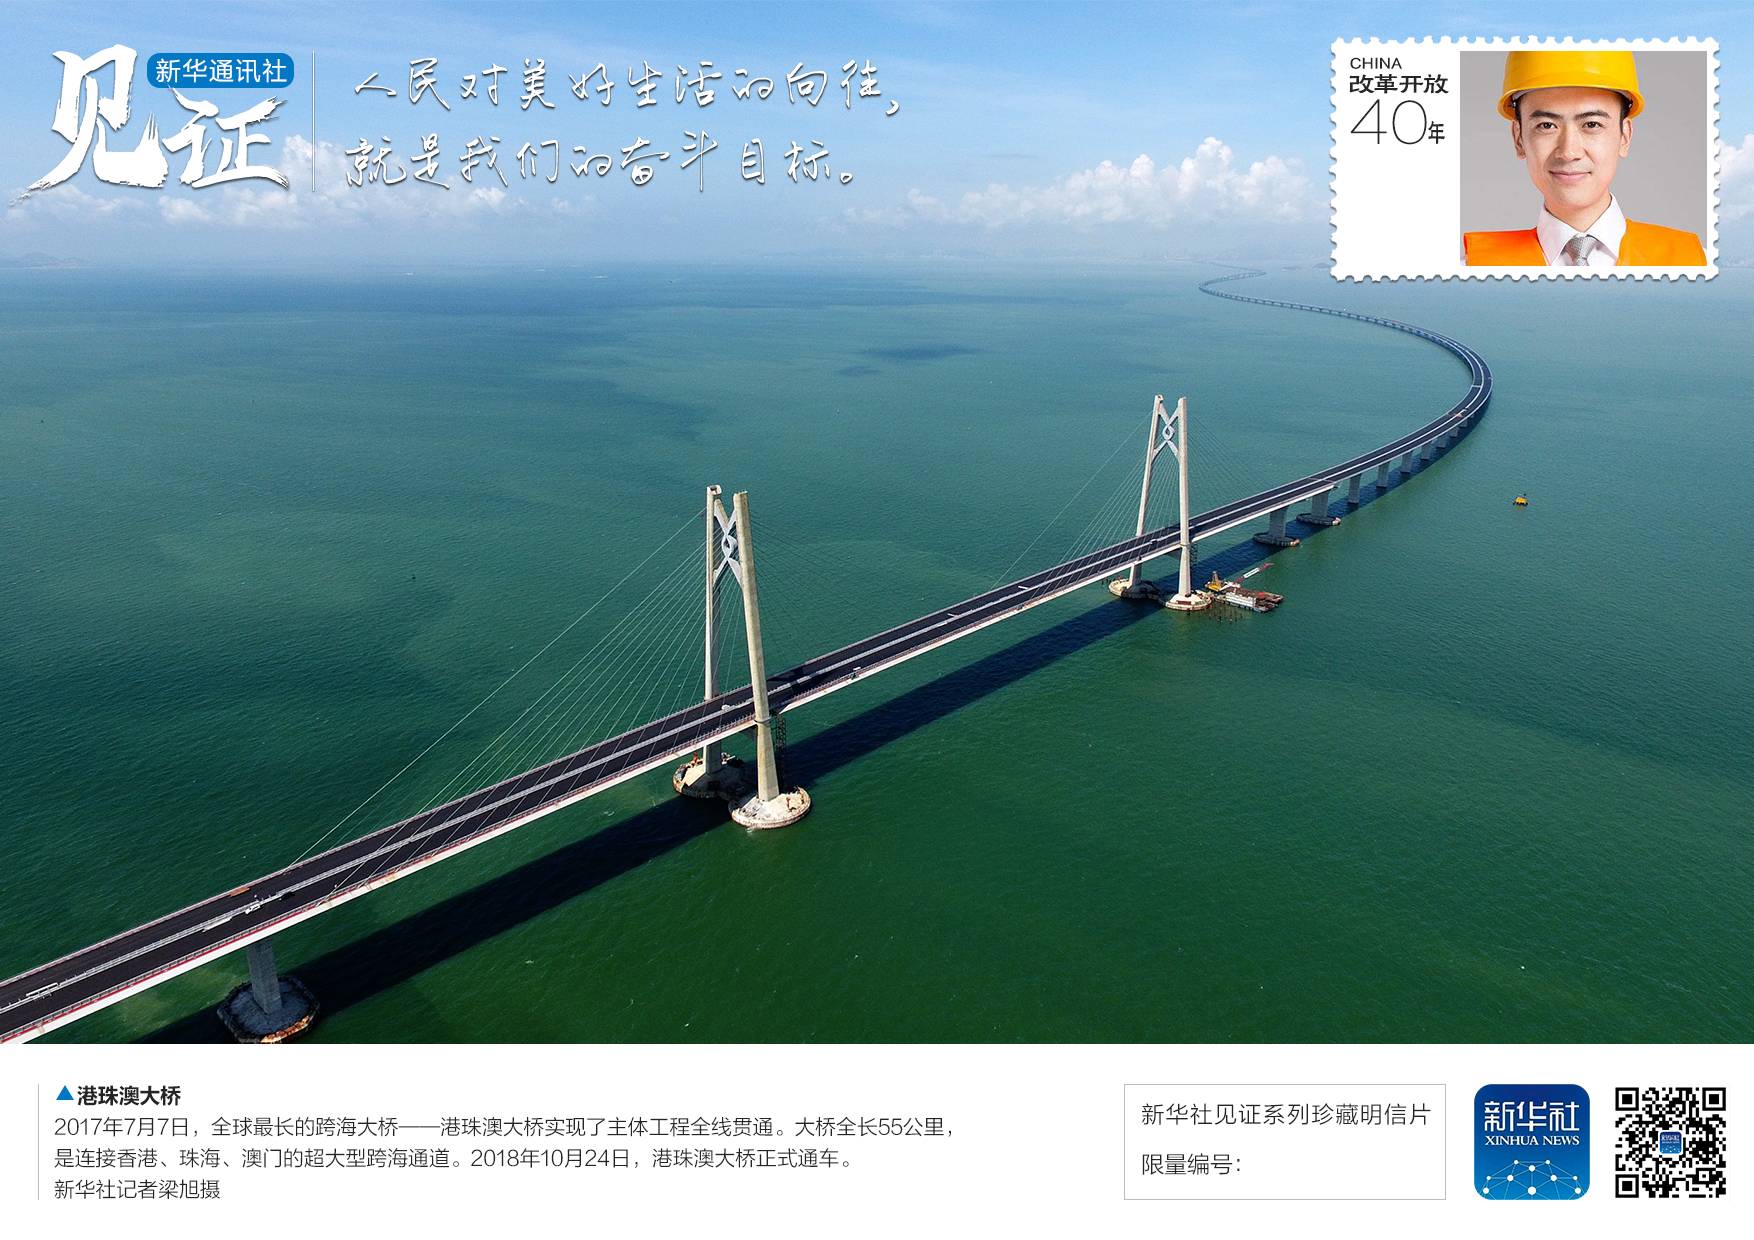 见证
新华通讯社
人民对美好生活的向往，
就是我们的奋斗目标。
CHINA
改革开放
40年
▲港珠澳大桥
2017年7月7日，全球最长的跨海大桥——港珠澳大桥实现了主体工程全线贯通。大桥全长55公里，
是连接香港、珠海、澳门的超大型跨海通道。2018年10月24日，港珠澳大桥正式通车。
新华社记者梁旭摄
新华社见证系列珍藏明信片
限量编号：
新华社
XINHUA NEWS